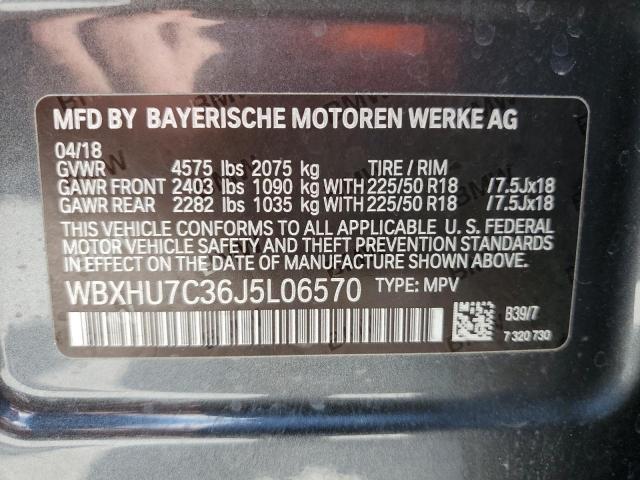 MFD BY BAYERISCHE MOTOREN WERKE AG
04/18
GVWR 4575 lbs 2075 kg TIRE / RIM
GAWR FRONT 2403 lbs 1090 kg WITH 225/50 R18 / 7.5Jx18
GAWR REAR 2282 lbs 1035 kg WITH 225/50 R18 / 7.5Jx18
THIS VEHICLE CONFORMS TO ALL APPLICABLE U. S. FEDERAL
MOTOR VEHICLE SAFETY AND THEFT PREVENTION STANDARDS
IN EFFECT ON THE DATE OF MANUFACTURE SHOWN ABOVE.
WBXHU7C36J5L06570 TYPE: MPV
B39/7
7 320 730